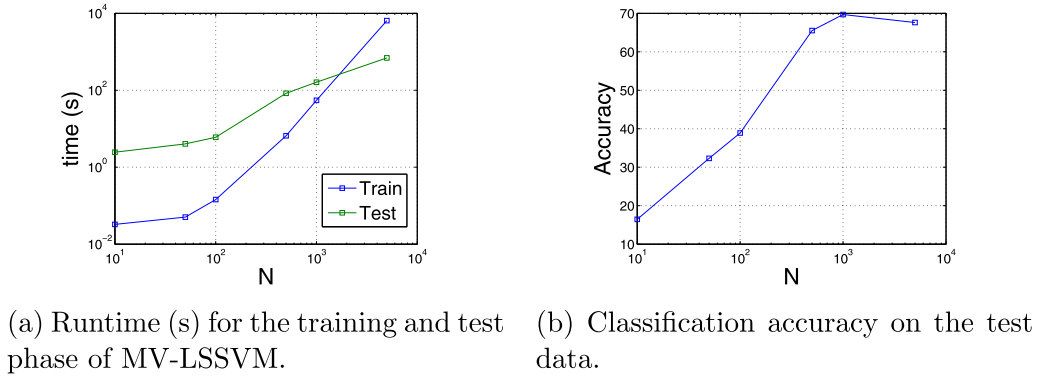 10^4
10^2
10^0
10^-2
time (s)
Train
Test
10^1
10^2
10^3
10^4
N
70
60
50
40
30
20
10
Accuracy
10^1
10^2
10^3
10^4
N
(a) Runtime (s) for the training and test
phase of MV-LSSVM.
(b) Classification accuracy on the test
data.